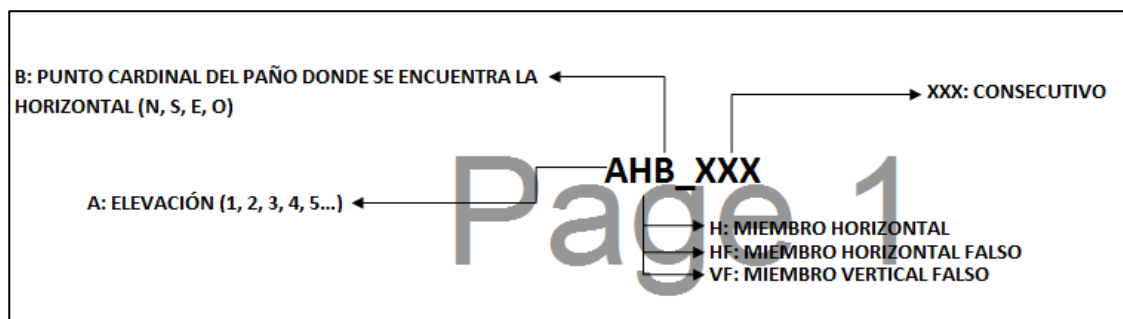 B: PUNTO CARDINAL DEL PAÑO DONDE SE ENCUENTRA LA
HORIZONTAL (N, S, E, O)
XXX: CONSECUTIVO
AHB_XXX
A: ELEVACIÓN (1, 2, 3, 4, 5...)
H: MIEMBRO HORIZONTAL
HF: MIEMBRO HORIZONTAL FALSO
VF: MIEMBRO VERTICAL FALSO
Page 1